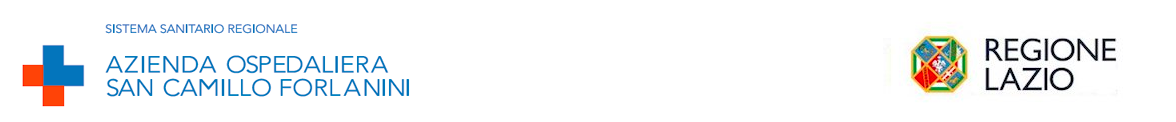 SISTEMA SANITARIO REGIONALE
AZIENDA OSPEDALIERA
SAN CAMILLO FORLANINI
REGIONE
LAZIO